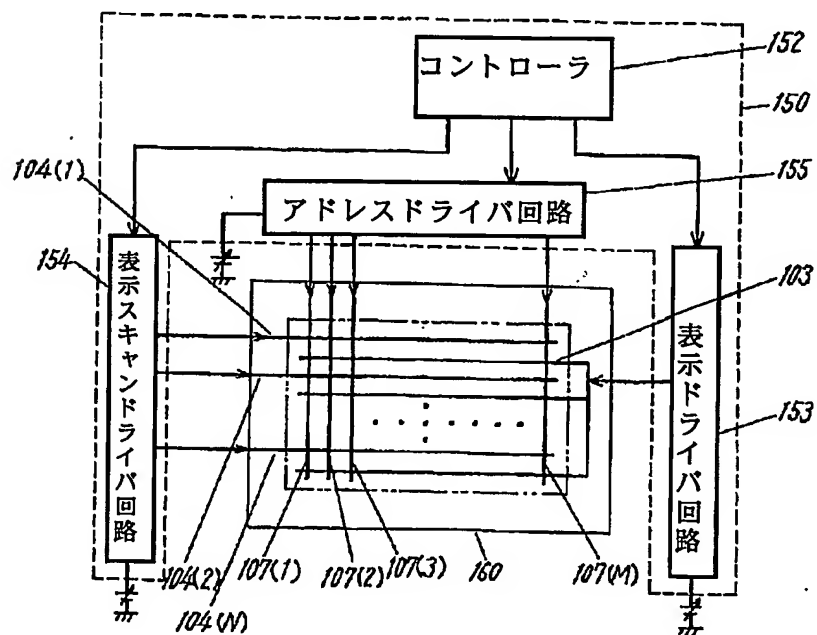 コントローラ
152
150
104(1)
155
アドレスドライバ回路
154
表示スキャンドライバ回路
103
表示ドライバ回路
153
104(2)
107(1)
107(2)
107(3)
160
107(M)
104(N)